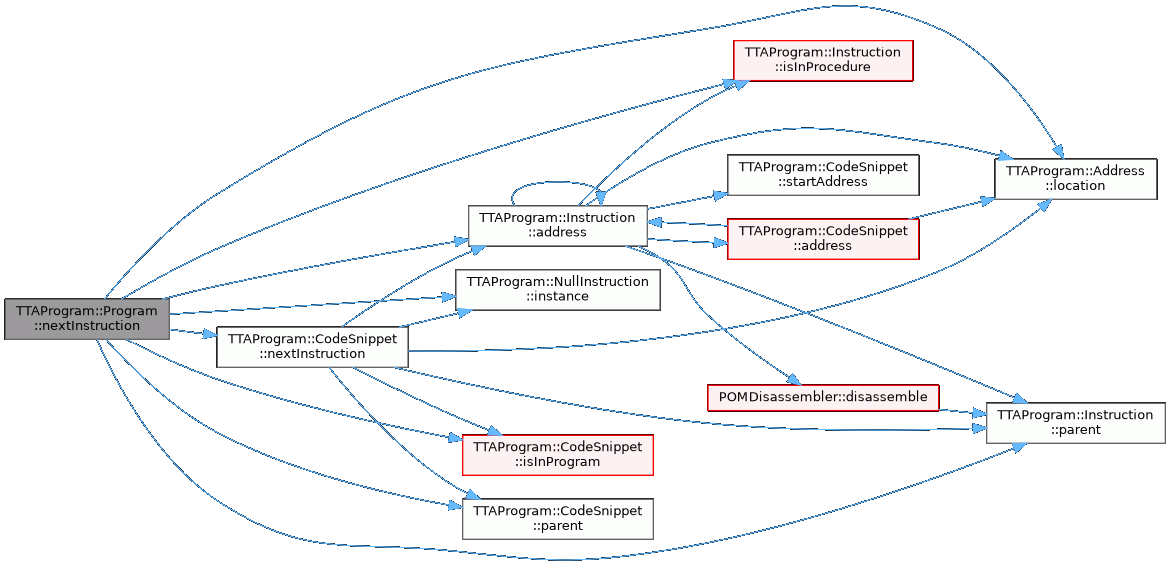 TTAProgram::Program
::nextInstruction
TTAProgram::CodeSnippet
::nextInstruction
TTAProgram::Instruction
::address
TTAProgram::NullInstruction
::instance
TTAProgram::CodeSnippet
::isInProgram
TTAProgram::CodeSnippet
::parent
TTAProgram::Instruction
::isInProcedure
TTAProgram::CodeSnippet
::startAddress
TTAProgram::CodeSnippet
::address
POMDisassembler::disassemble
TTAProgram::Address
::location
TTAProgram::Instruction
::parent